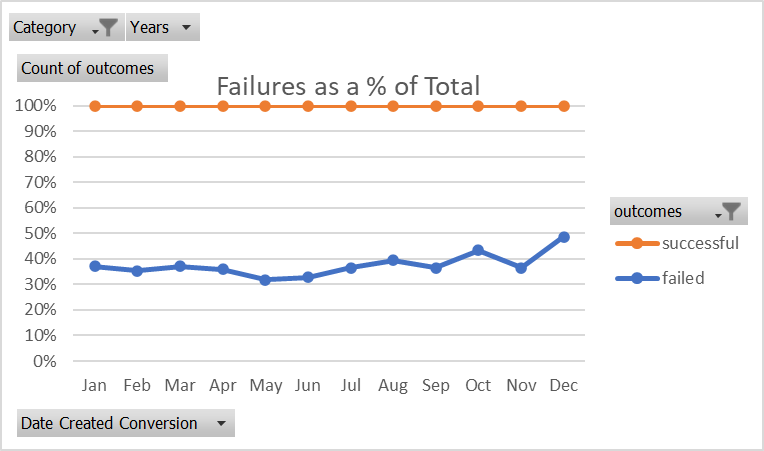 Category Years
Count of outcomes
Failures as a % of Total
100%
90%
80%
70%
60%
50%
40%
30%
20%
10%
0%
Jan Feb Mar Apr May Jun Jul Aug Sep Oct Nov Dec
outcomes
successful
failed
Date Created Conversion